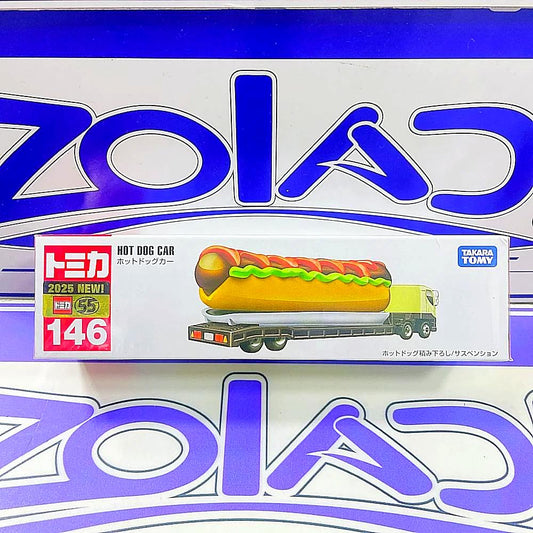 ZOLAC
トミカ
2025 NEW!
トミカ 55
146
HOT DOG CAR
ホットドッグカー
TAKARA TOMY
ホットドッグ積み下ろし/サスペンション
ZOLAC